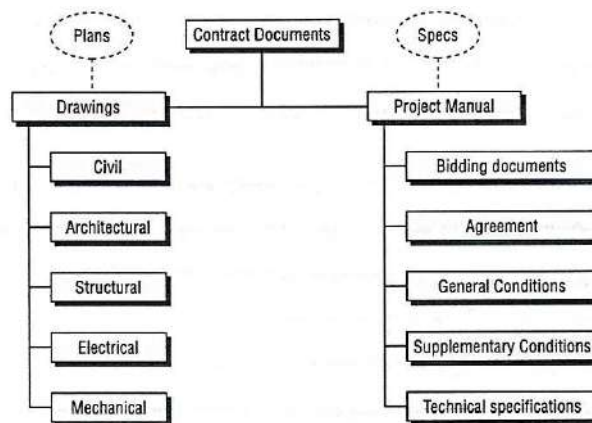 Plans
Contract Documents
Specs
Drawings
Project Manual
Civil
Bidding documents
Architectural
Agreement
Structural
General Conditions
Electrical
Supplementary Conditions
Mechanical
Technical specifications